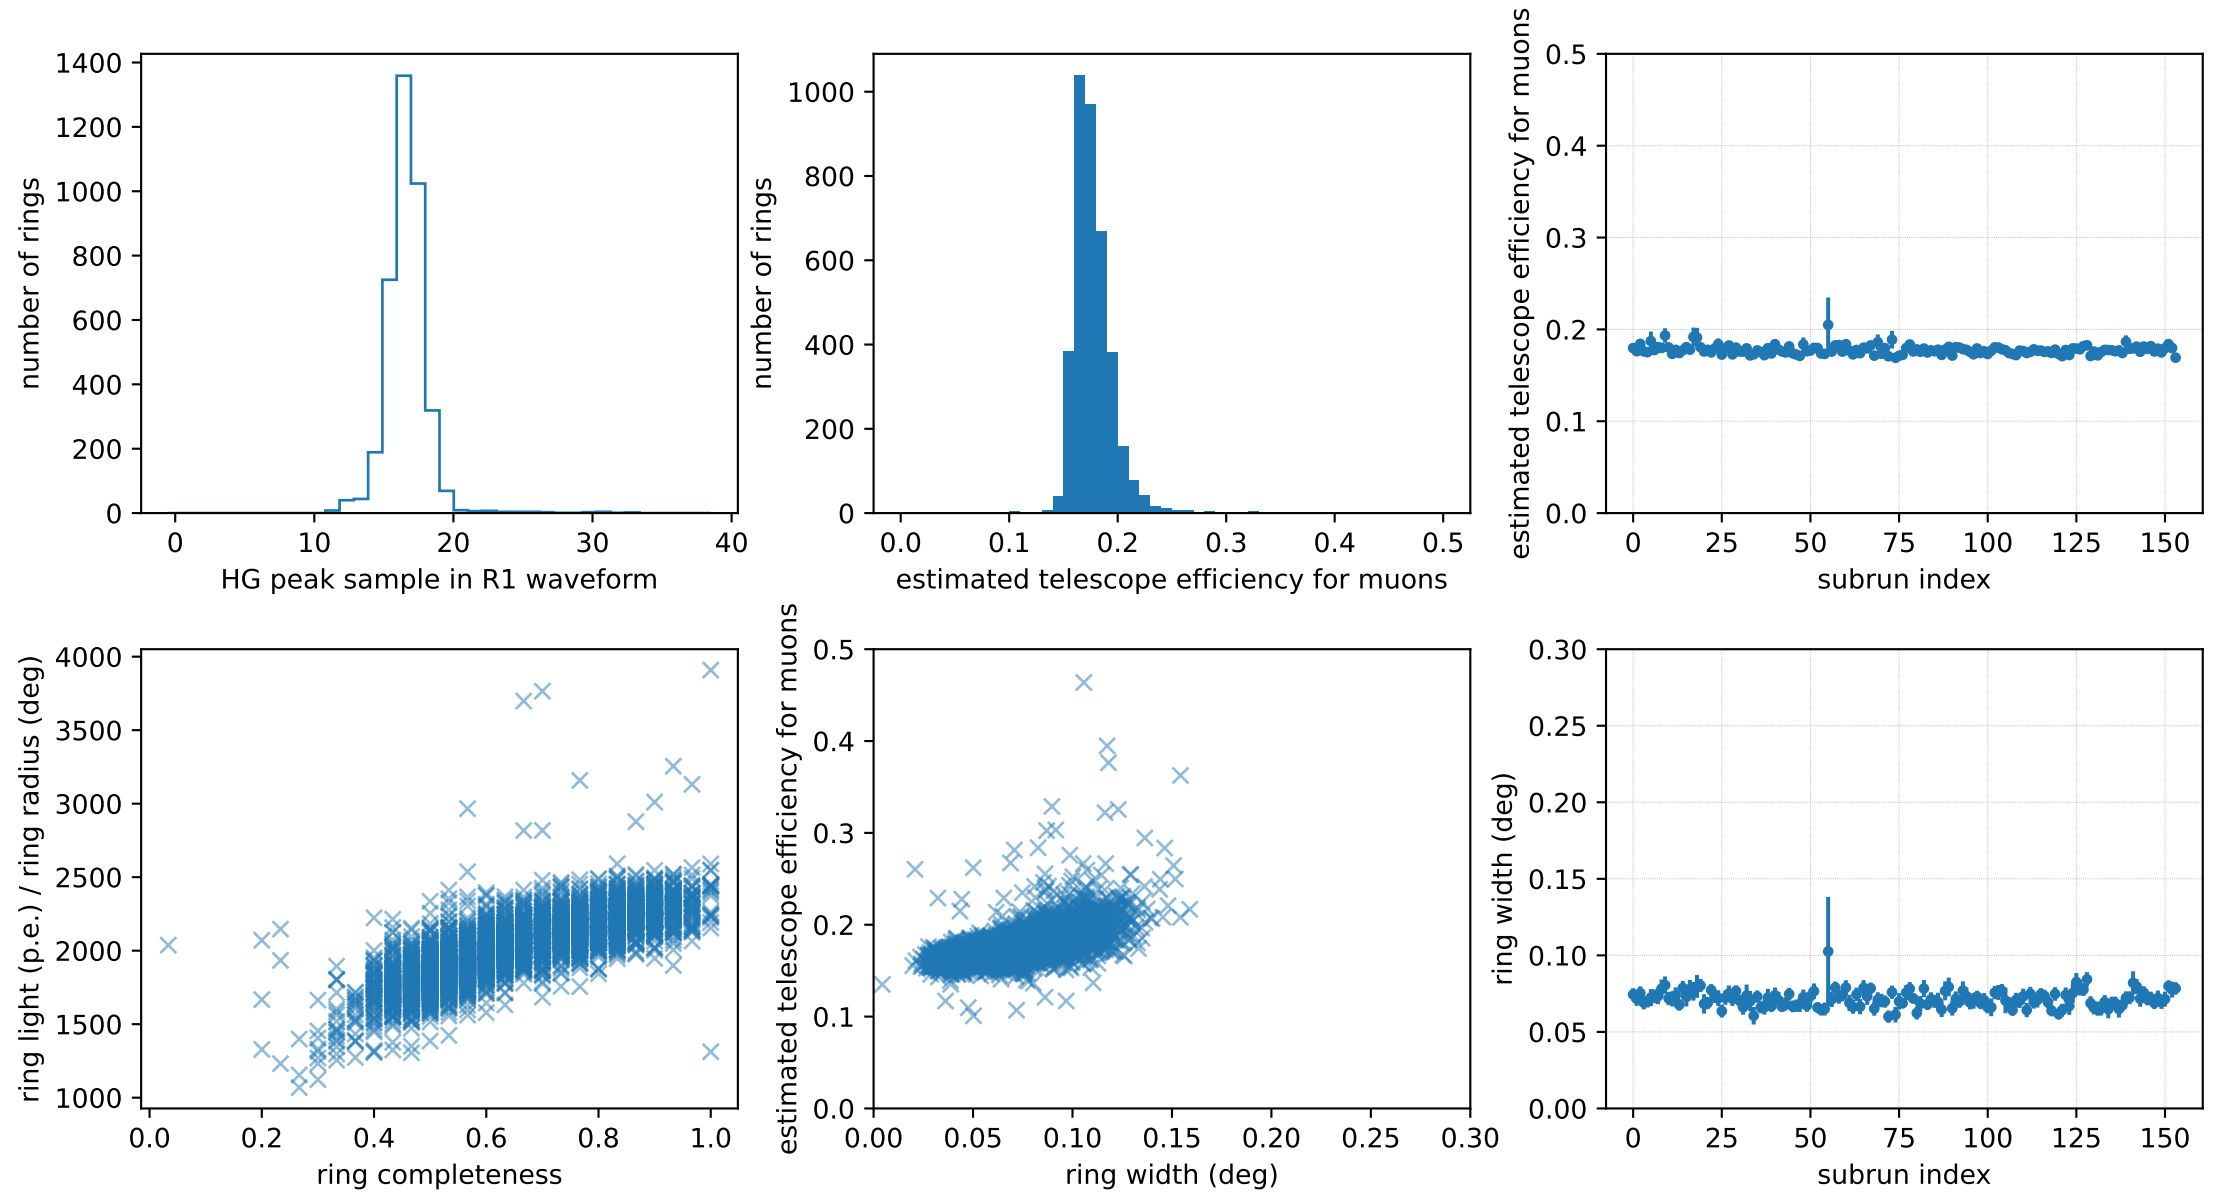 1400
1200
1000
800
600
400
200
0
number of rings
0 10 20 30 40
HG peak sample in R1 waveform
1000
800
600
400
200
0
number of rings
0.0 0.1 0.2 0.3 0.4 0.5
estimated telescope efficiency for muons
0.5
0.4
0.3
0.2
0.1
0.0
estimated telescope efficiency for muons
0 25 50 75 100 125 150
subrun index
4000
3500
3000
2500
2000
1500
1000
ring light (p.e.) / ring radius (deg)
0.0 0.2 0.4 0.6 0.8 1.0
ring completeness
0.5
0.4
0.3
0.2
0.1
0.0
estimated telescope efficiency for muons
0.00 0.05 0.10 0.15 0.20 0.25 0.30
ring width (deg)
0.30
0.25
0.20
0.15
0.10
0.05
0.00
ring width (deg)
0 25 50 75 100 125 150
subrun index